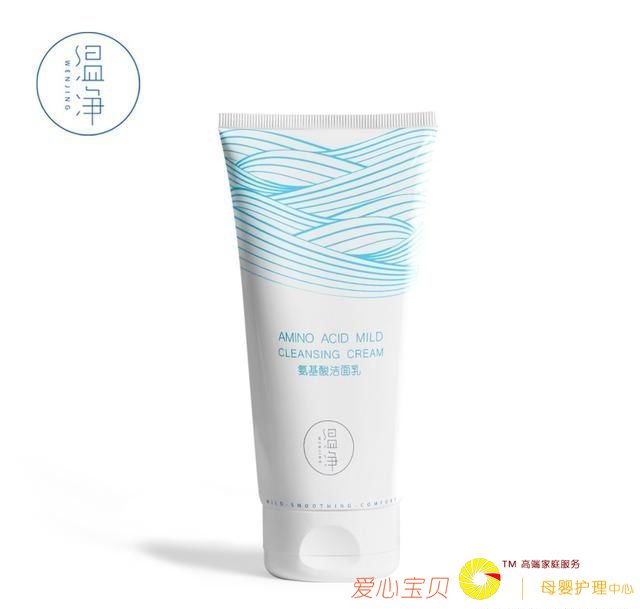 温净
WENJING
AMINO ACID MILD
CLEANSING CREAM
氨基酸洁面乳
温净
WENJING
MILD·SMOOTHING·COMFORT
爱心宝贝
TM 高端家庭服务
母婴护理中心